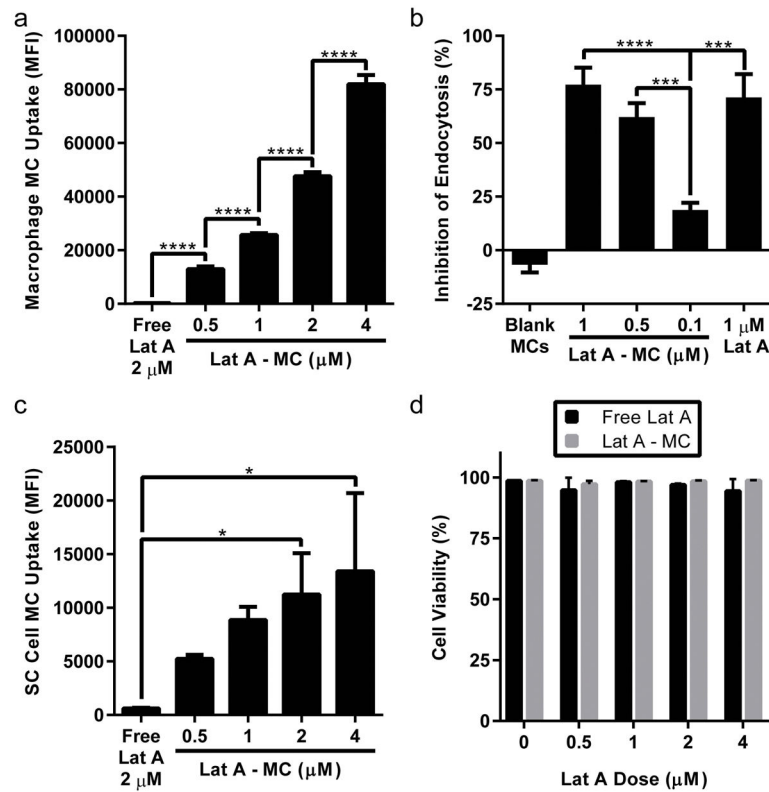 a
Macrophage MC Uptake (MFI)
100000
80000
60000
40000
20000
0
****
****
****
****
Free
Lat A
2 μM
0.5 1 2 4
Lat A - MC (μM)
b
Inhibition of Endocytosis (%)
100
75
50
25
0
-25
**** ***
***
Blank
MCs
1 0.5 0.1
Lat A - MC (μM)
1 μM
Lat A
c
SC Cell MC Uptake (MFI)
25000
20000
15000
10000
5000
0
*
*
Free
Lat A
2 μM
0.5 1 2 4
Lat A - MC (μM)
d
Free Lat A
Lat A - MC
Cell Viability (%)
100
75
50
25
0
0 0.5 1 2 4
Lat A Dose (μM)